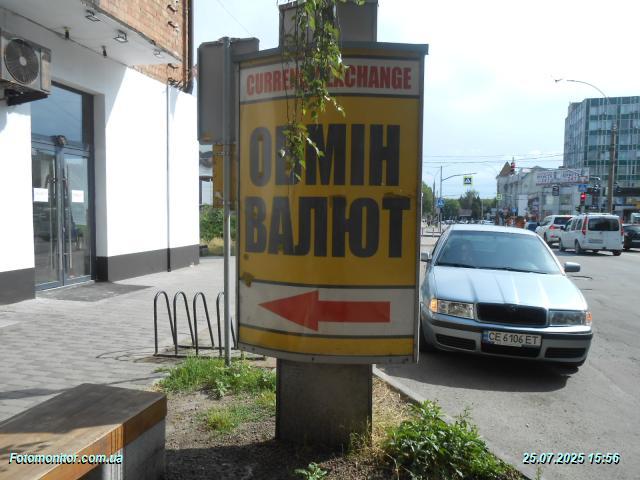 CURRENCY EXCHANGE
ОБМІН
ВАЛЮТ
CE 6106 ET
Fotomonitor.com.ua
25.07.2025 15:56